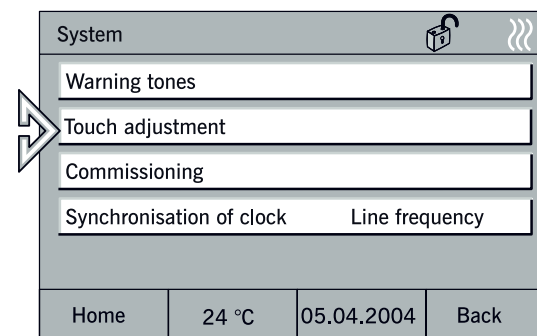 System
Warning tones
Touch adjustment
Commissioning
Synchronisation of clock Line frequency
Home 24 °C 05.04.2004 Back